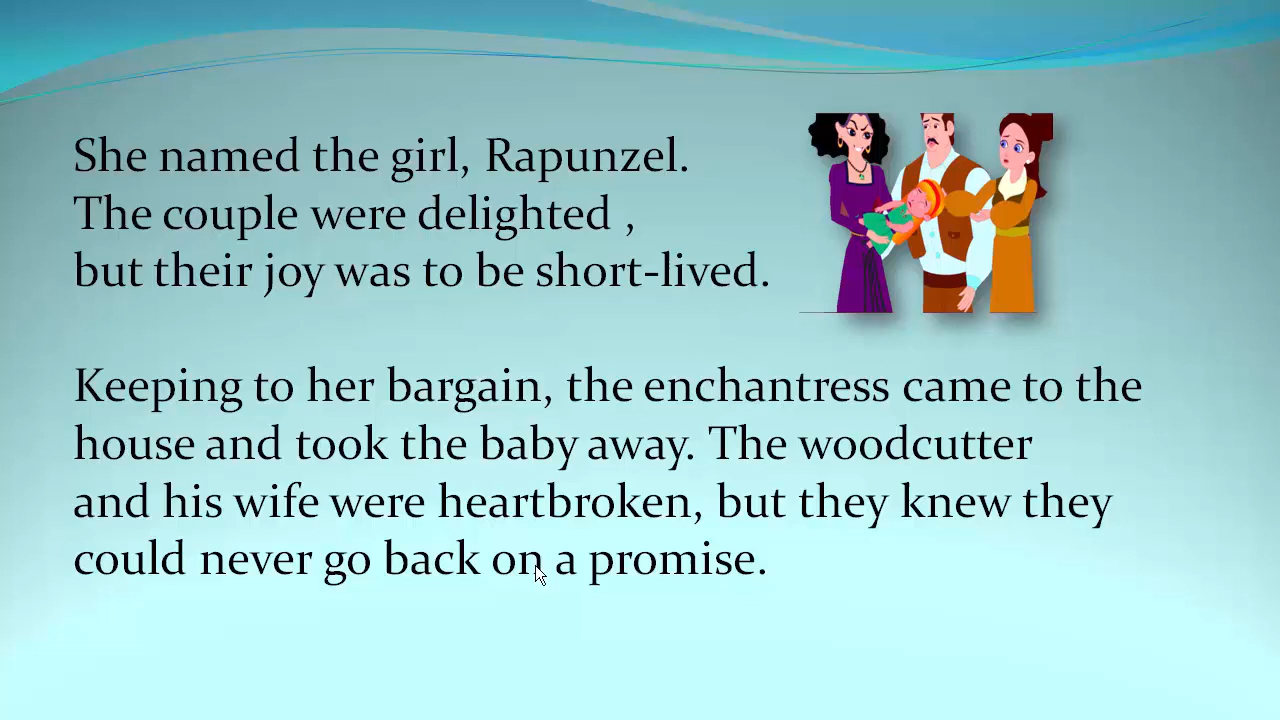 She named the girl, Rapunzel.
The couple were delighted ,
but their joy was to be short-lived.
Keeping to her bargain, the enchantress came to the
house and took the baby away. The woodcutter
and his wife were heartbroken, but they knew they
could never go back on a promise.